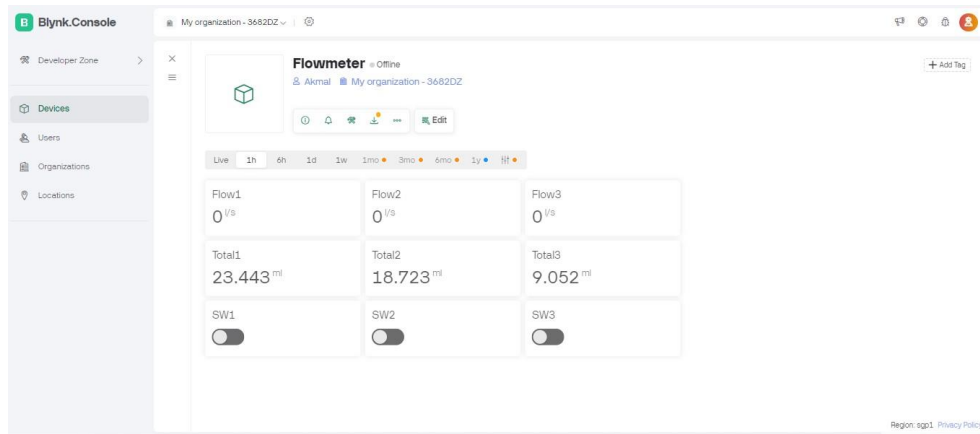 B Blynk.Console
My organization - 3682DZ
Developer Zone
Devices
Users
Organizations
Locations
Flowmeter Offline
Akmal My organization - 3682DZ
Edit
+ Add Tag
Live 1h 6h 1d 1w 1mo 3mo 6mo 1y
Flow1 Flow2 Flow3
0 l/s 0 l/s 0 l/s
Total1 Total2 Total3
23.443 ml 18.723 ml 9.052 ml
SW1 SW2 SW3
Region: sgp1 Privacy Policy